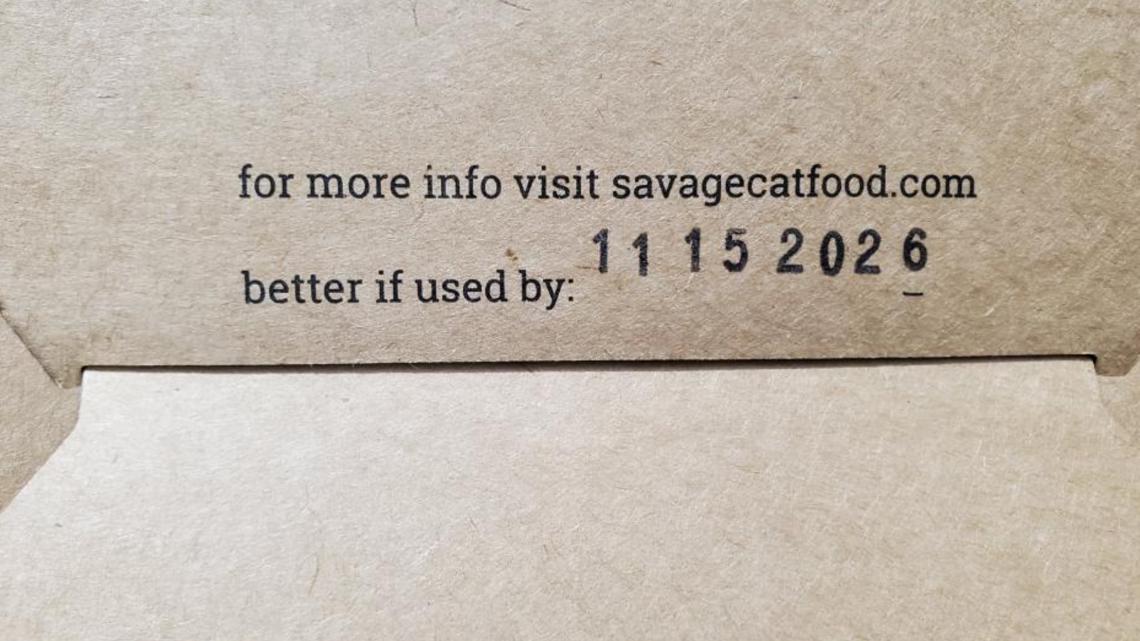 for more info visit savagecatfood.com
better if used by: 11 15 2026